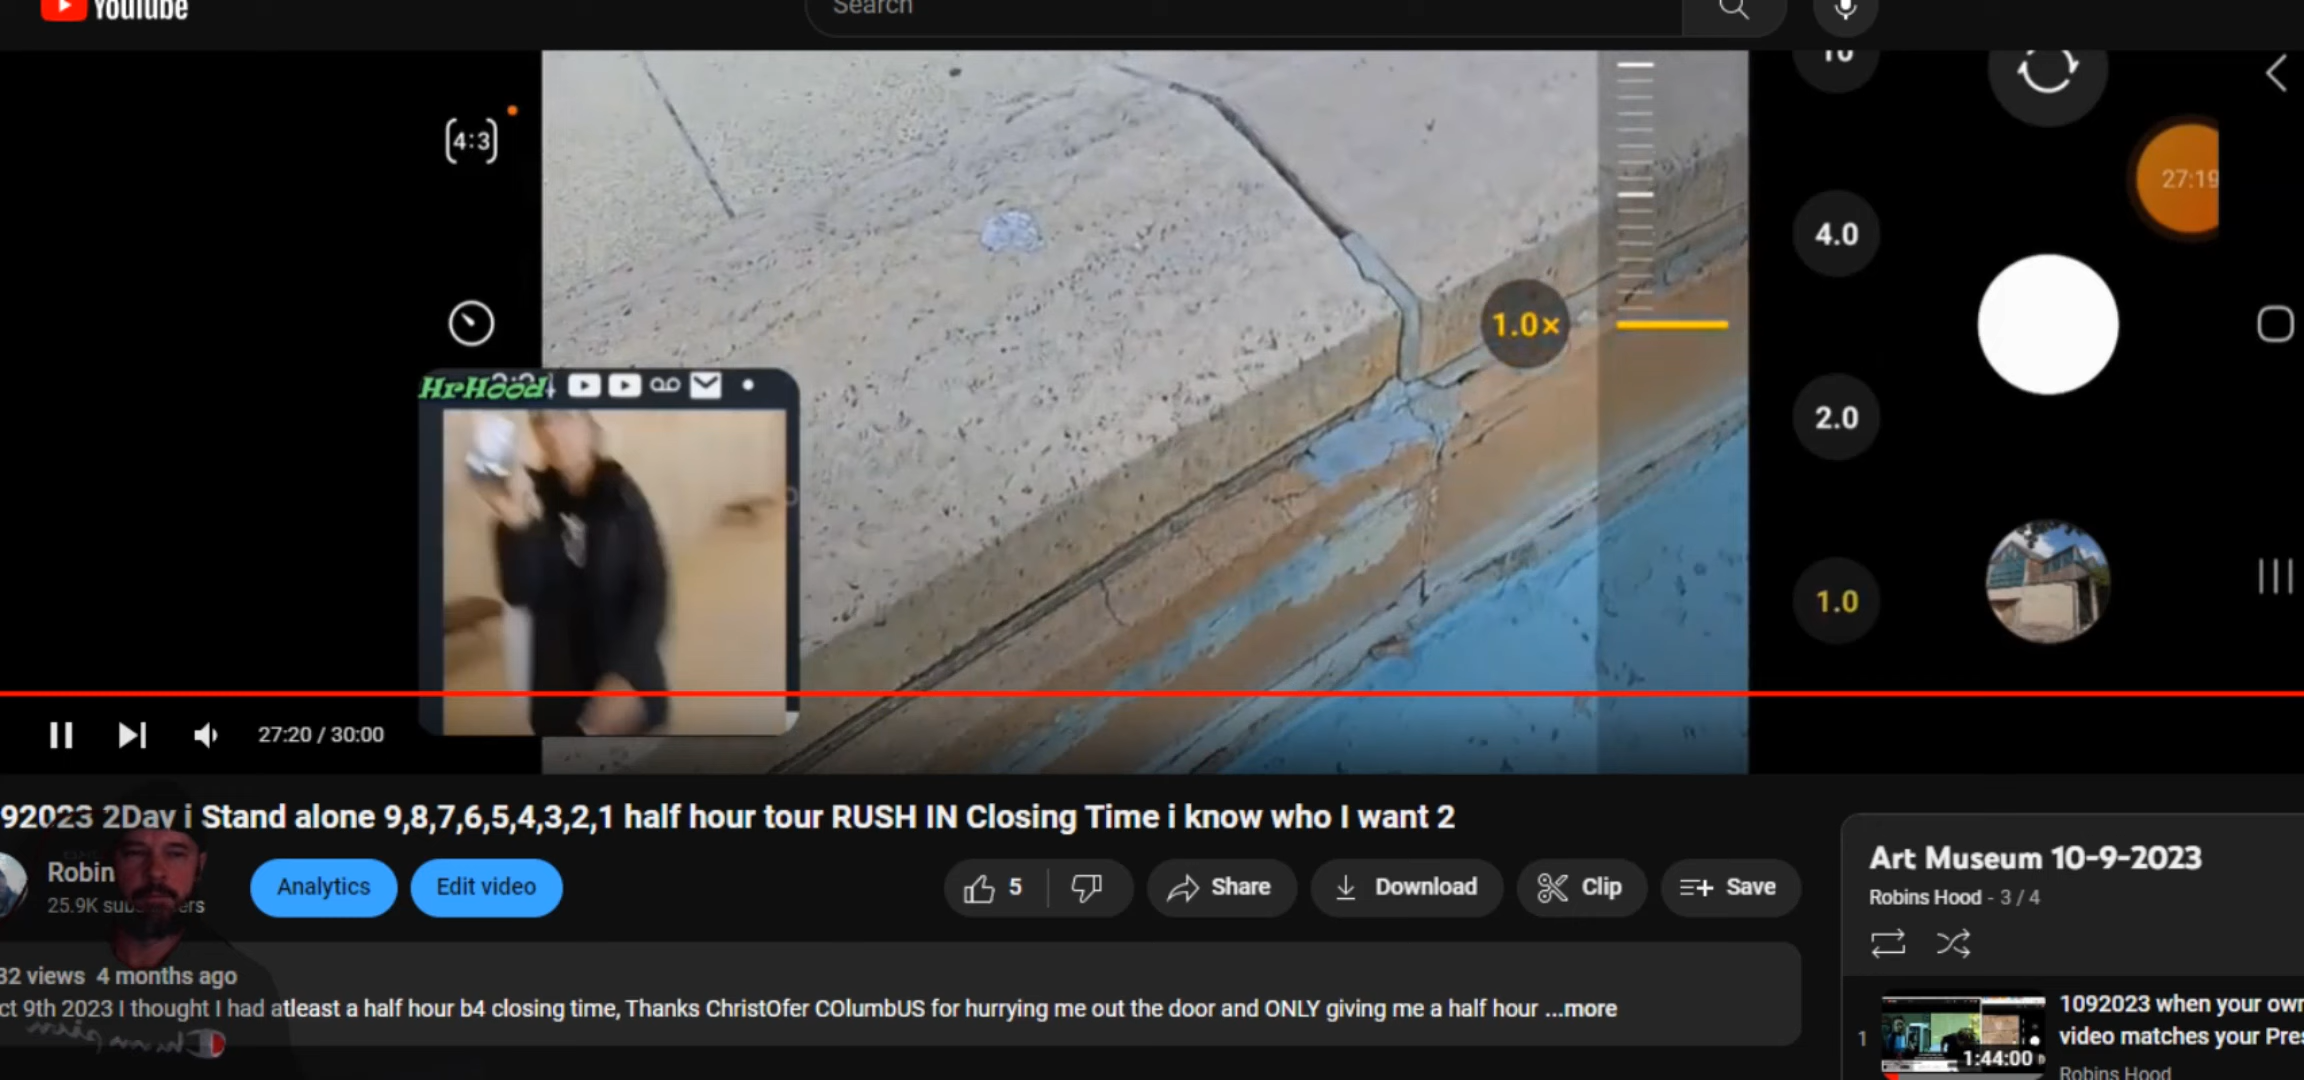 YouTube
Search
10
4:3
27:19
4.0
1.0×
HrHood
2.0
1.0
27:20 / 30:00
92023 2Day i Stand alone 9,8,7,6,5,4,3,2,1 half hour tour RUSH IN Closing Time i know who I want 2
Robin
25.9K
Analytics
Edit video
5
Share
Download
Clip
Save
Art Museum 10-9-2023
Robins Hood - 3 / 4
32 views 4 months ago
ct 9th 2023 I thought I had atleast a half hour b4 closing time, Thanks ChristOfer COlumbUS for hurrying me out the door and ONLY giving me a half hour ...more
1
1:44:00
1092023 when your own
video matches your Pres
Robins Hood